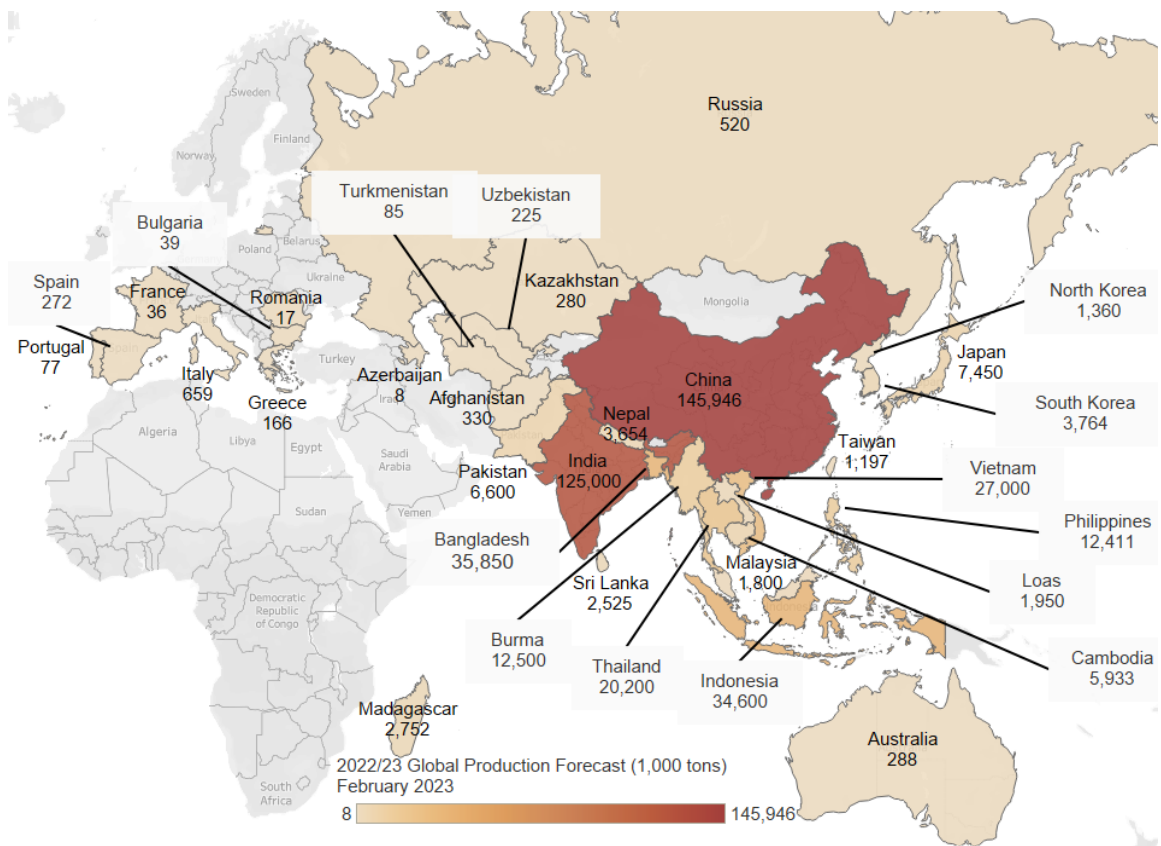 Sweden
Finland
Norway
Russia
520
Turkmenistan
85
Uzbekistan
225
Bulgaria
39
Poland
Belarus
Ukraine
Spain
272
France
36
Romania
17
Kazakhstan
280
Mongolia
North Korea
1,360
Portugal
77
Spain
Italy
659
Greece
166
Turkey
Azerbaijan
8
Iraq
Afghanistan
330
China
145,946
Japan
7,450
South Korea
3,764
Nepal
3,654
Pakistan
Algeria
Libya
Egypt
Saudi
Arabia
Pakistan
6,600
India
125,000
Taiwan
1,197
Vietnam
27,000
Sudan
Yemen
Bangladesh
35,850
Philippines
12,411
Sri Lanka
2,525
Malaysia
1,800
Loas
1,950
Democratic
Republic
of Congo
Indonesia
Burma
12,500
Thailand
20,200
Indonesia
34,600
Cambodia
5,933
Madagascar
2,752
Australia
288
South
Africa
2022/23 Global Production Forecast (1,000 tons)
February 2023
8
145,946